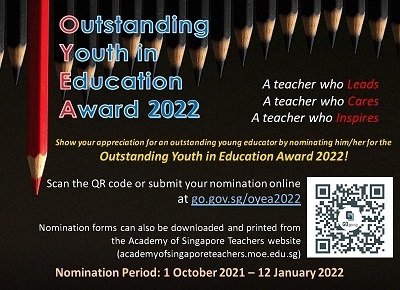 Outstanding
Youth in
Education
Award 2022
A teacher who Leads
A teacher who Cares
A teacher who Inspires
Show your appreciation for an outstanding young educator by nominating him/her for the
Outstanding Youth in Education Award 2022!
Scan the QR code or submit your nomination online
at go.gov.sg/oyea2022
Nomination forms can also be downloaded and printed from
the Academy of Singapore Teachers website
(academyofsingaporeteachers.moe.edu.sg)
Nomination Period: 1 October 2021 – 12 January 2022